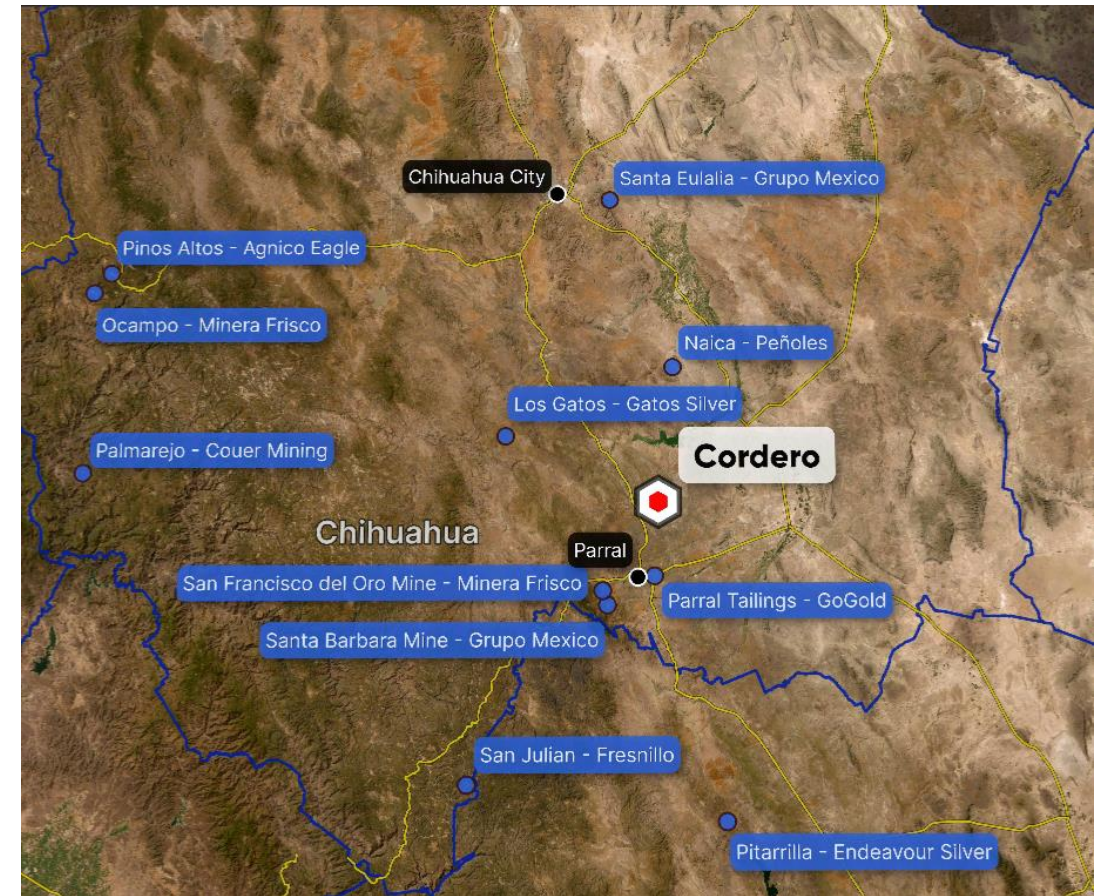 Chihuahua City
Santa Eulalia - Grupo Mexico
Pinos Altos - Agnico Eagle
Ocampo - Minera Frisco
Naica - Peñoles
Los Gatos - Gatos Silver
Palmarejo - Couer Mining
Cordero
Chihuahua
Parral
San Francisco del Oro Mine - Minera Frisco
Parral Tailings - GoGold
Santa Barbara Mine - Grupo Mexico
San Julian - Fresnillo
Pitarrilla - Endeavour Silver